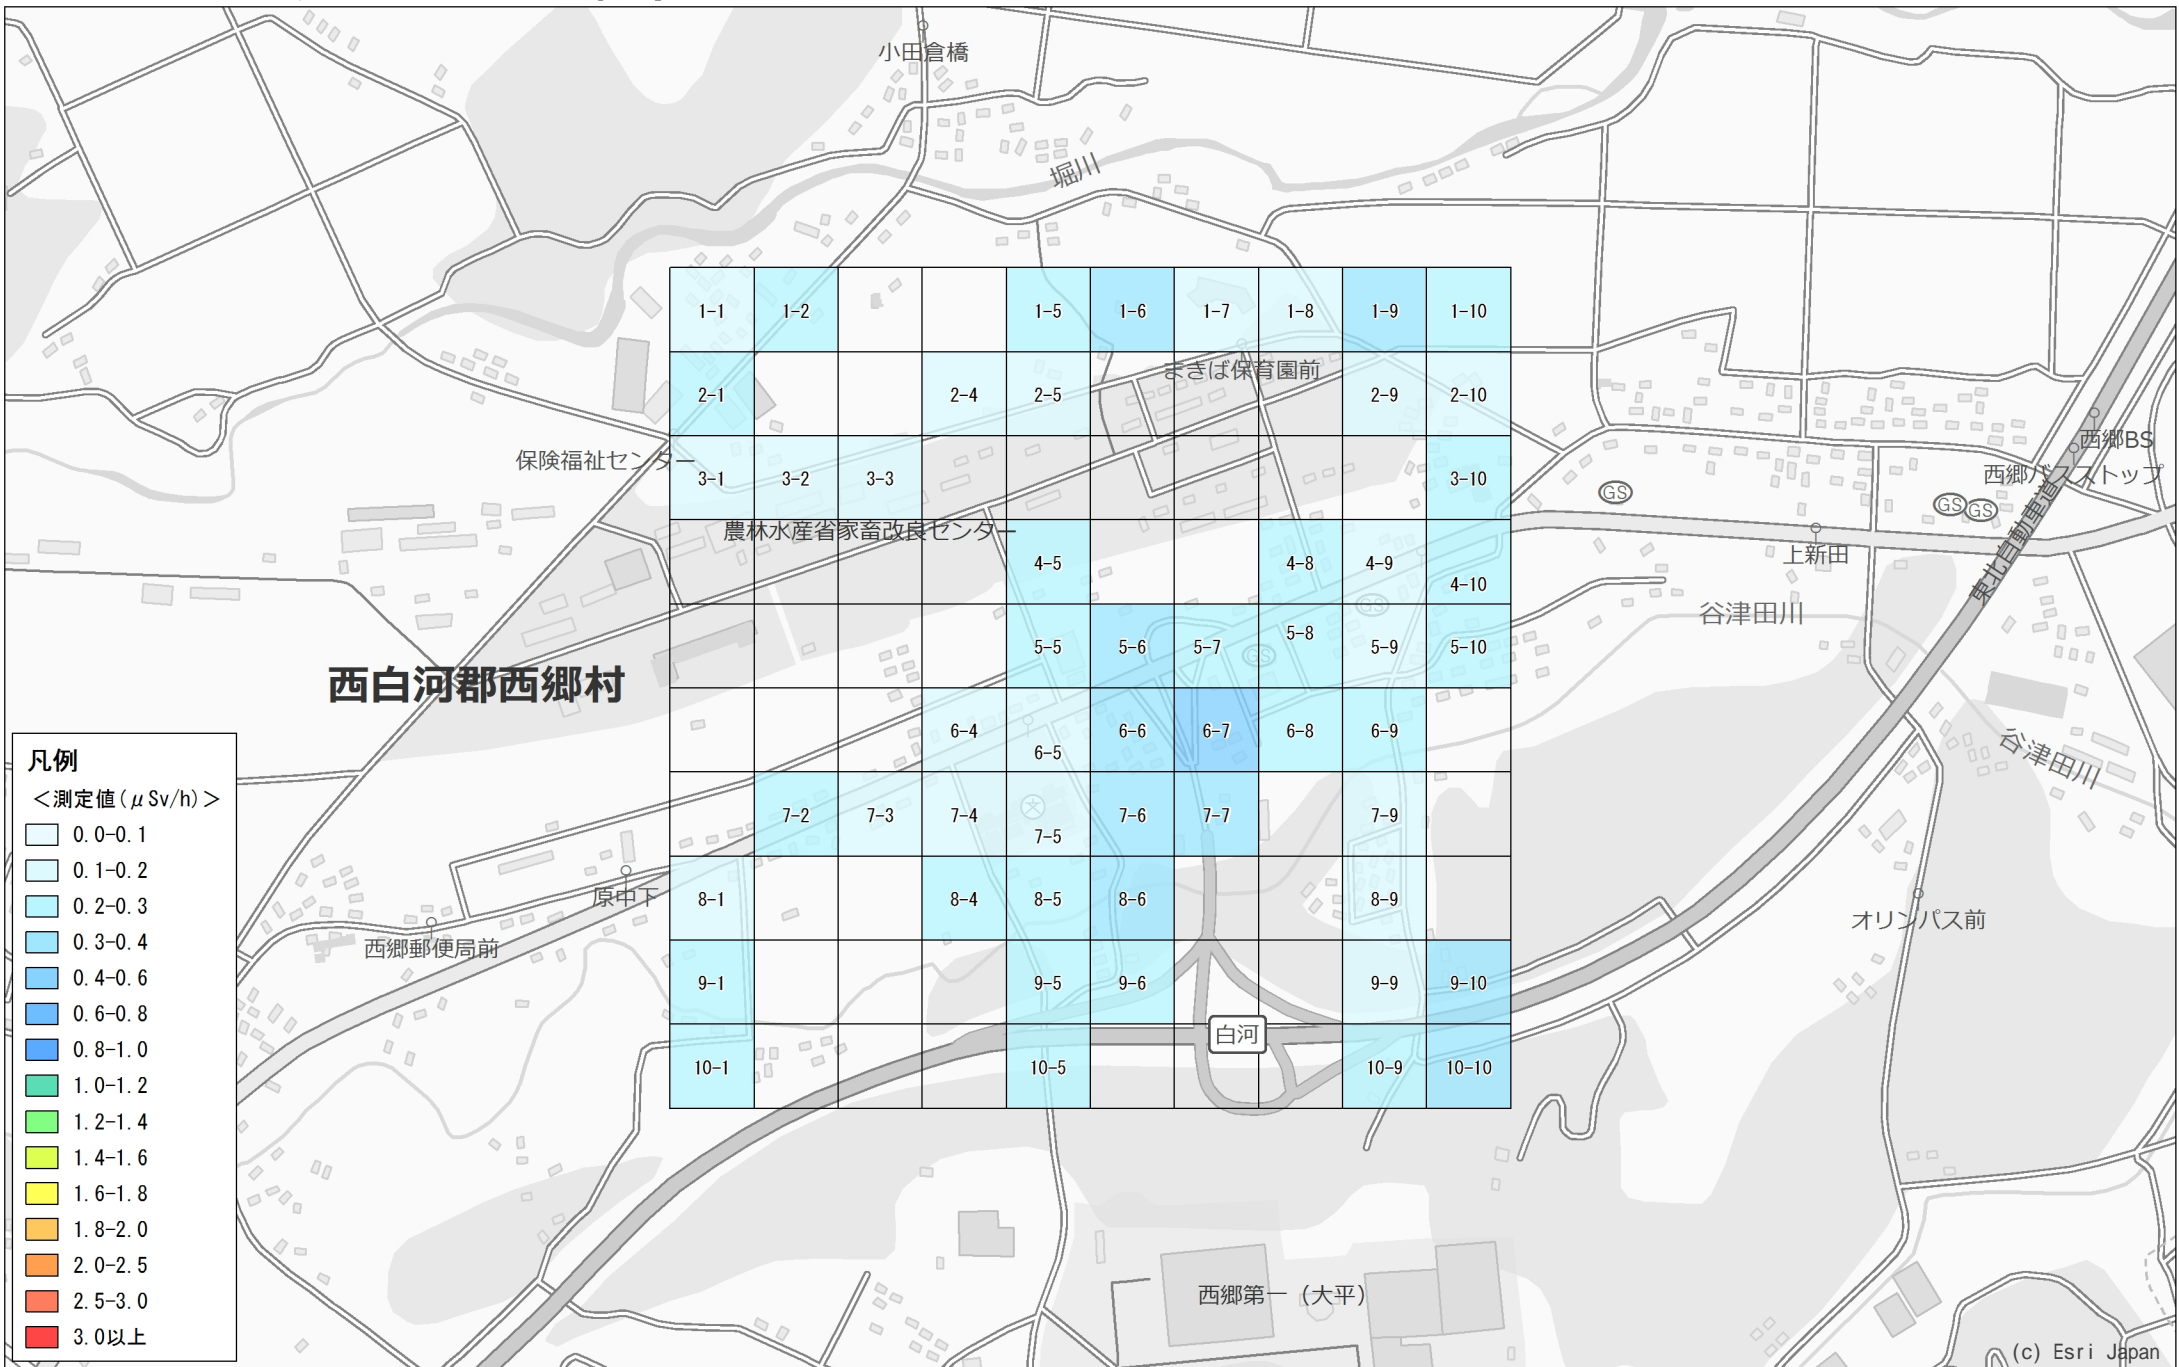 小田倉橋
堀川
1-1 1-2 1-5 1-6 1-7 1-8 1-9 1-10
まきば保育園前
2-1 2-4 2-5 2-9 2-10
西郷BS
保険福祉センター
西郷バスストップ
3-1 3-2 3-3 3-10
GS
GS GS
農林水産省家畜改良センター
東北自動車道
上新田
4-5 4-8 4-9 4-10
GS
谷津田川
5-5 5-6 5-7 5-8 5-9 5-10
GS
西白河郡西郷村
6-4 6-5 6-6 6-7 6-8 6-9
谷津田川
7-2 7-3 7-4 7-5 7-6 7-7 7-9
文
原中下
8-1 8-4 8-5 8-6 8-9
オリンパス前
西郷郵便局前
9-1 9-5 9-6 9-9 9-10
白河
10-1 10-5 10-9 10-10
西郷第一（大平）
凡例
＜測定値(μSv/h)＞
0.0-0.1
0.1-0.2
0.2-0.3
0.3-0.4
0.4-0.6
0.6-0.8
0.8-1.0
1.0-1.2
1.2-1.4
1.4-1.6
1.6-1.8
1.8-2.0
2.0-2.5
2.5-3.0
3.0以上
(c) Esri Japan